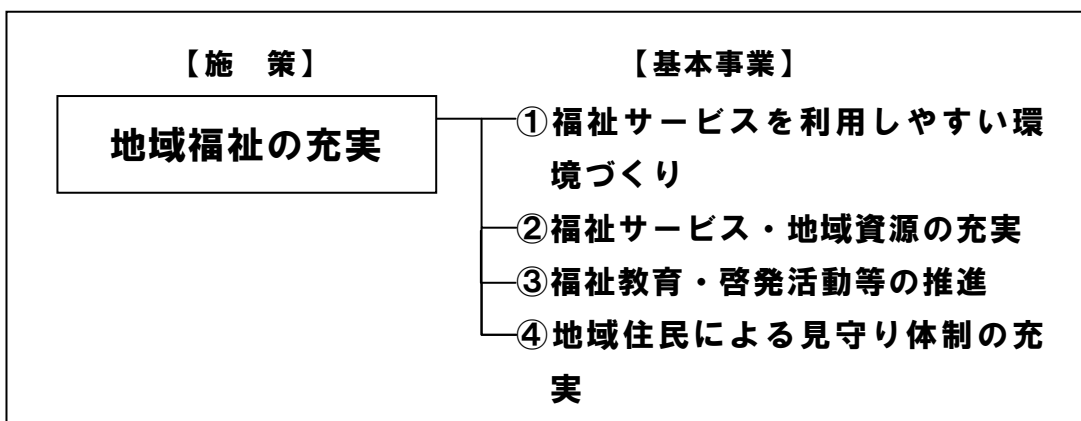 【施　策】
【基本事業】
地域福祉の充実
①福祉サービスを利用しやすい環
境づくり
②福祉サービス・地域資源の充実
③福祉教育・啓発活動等の推進
④地域住民による見守り体制の充
実